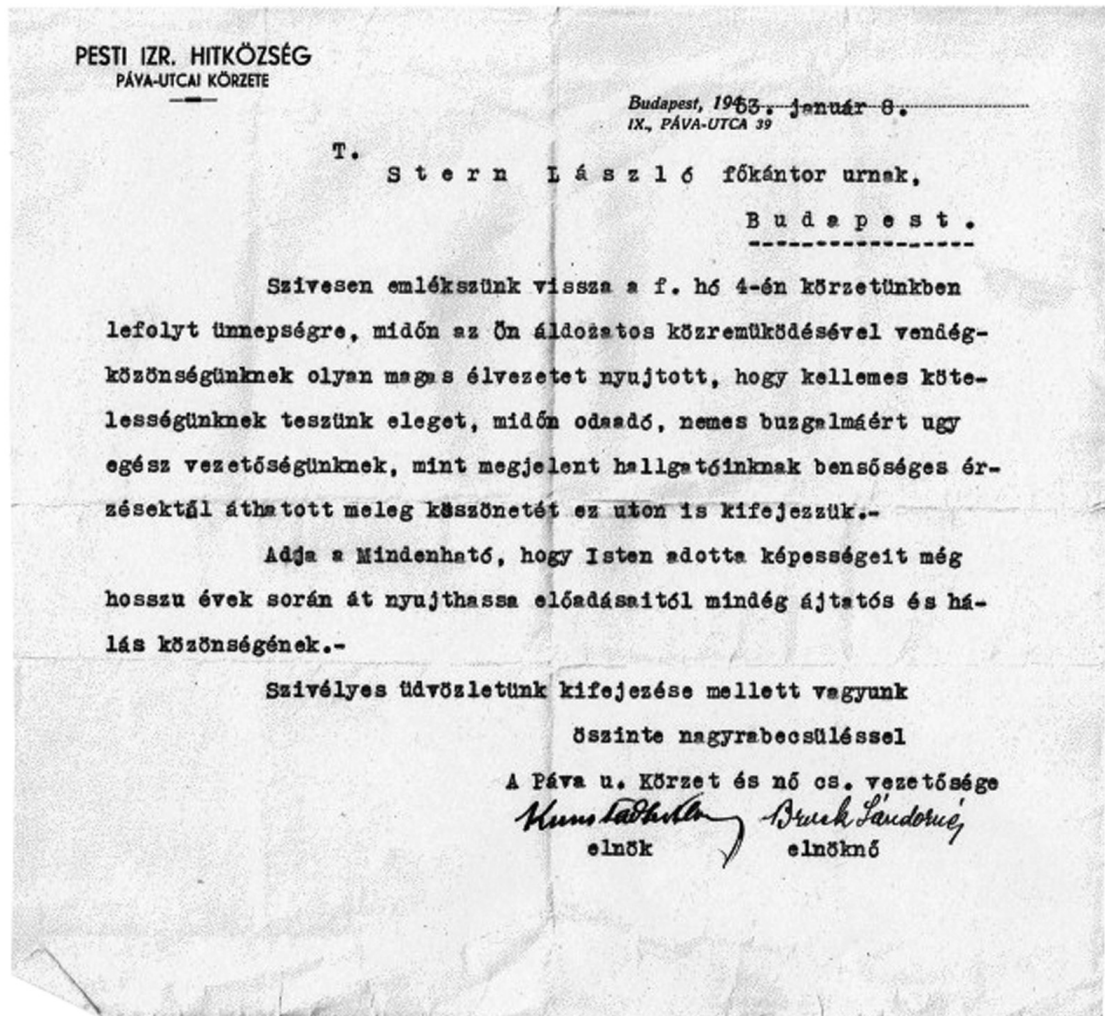 PESTI IZR. HITKÖZSÉG
PÁVA-UTCAI KÖRZETE
Budapest, 1953. január 8.
IX., PÁVA-UTCA 39
T.
Stern László főkántor urnak,
Budapest.
Szivesen emlékszünk vissza a f. hó 4-én körzetünkben
lefolyt ünnepségre, midőn az Ön áldozatos közremüködésével vendég-
közönségünknek olyan magas élvezetet nyujtott, hogy kellemes köte-
lességünknek teszünk eleget, midőn odaadó, nemes buzgalmáért ugy
egész vezetőségünknek, mint megjelent hallgatóinknak bensőséges ér-
zésektől áthatott meleg köszönetét ez uton is kifejezzük.-
Adja a Mindenható, hogy Isten adotta képességeit még
hosszu évek során át nyujthassa előadásaitól mindég ájtatós és há-
lás közönségének.-
Szivélyes üdvözletünk kifejezése mellett vagyunk
őszinte nagyrabecsüléssel
A Páva u. Körzet és nő cs. vezetősége
Bruck Sándorné
elnök elnöknő